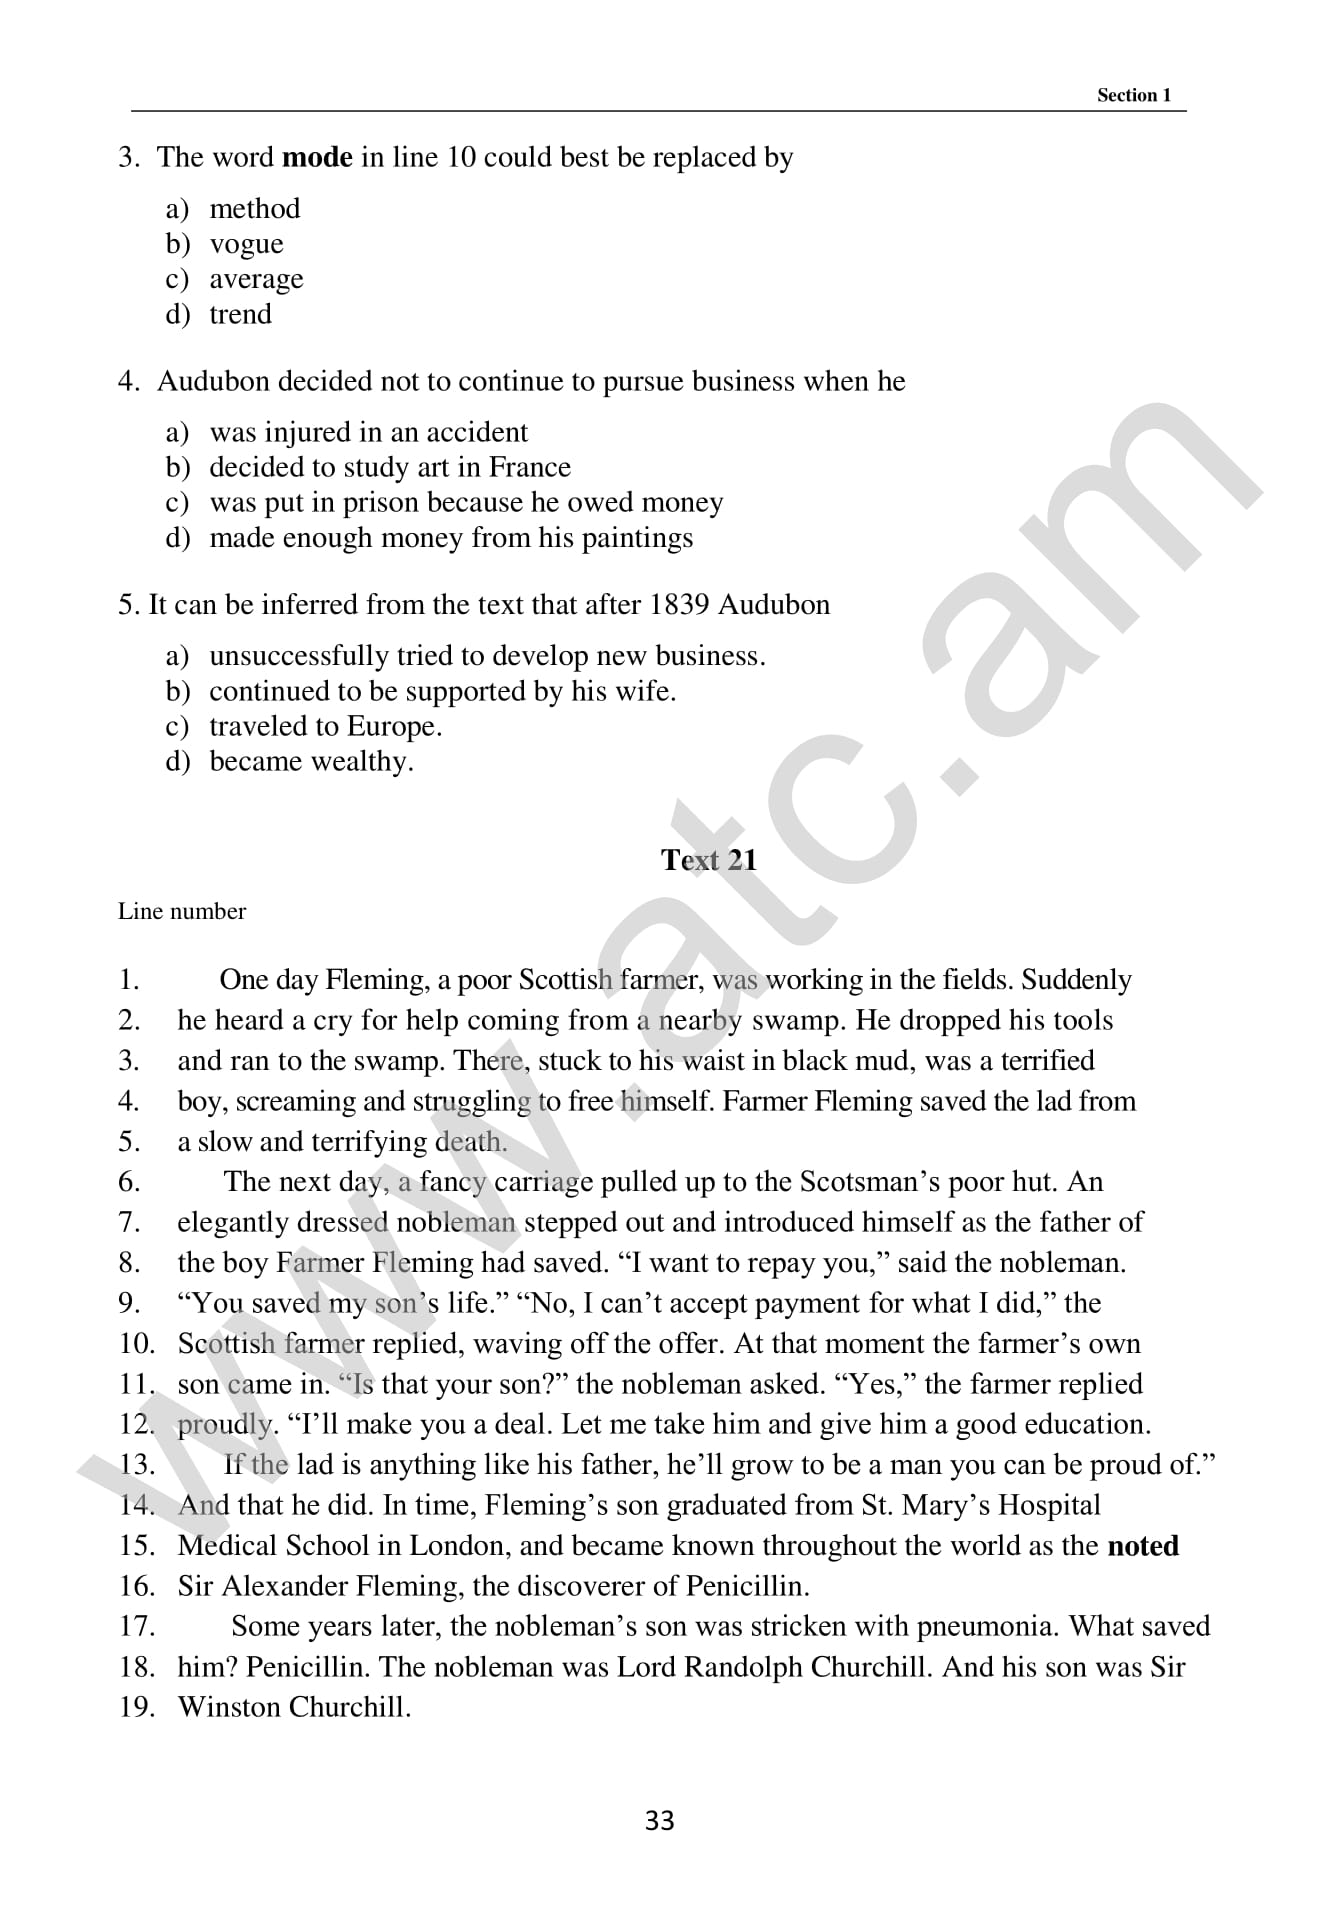 Section 1
3. The word mode in line 10 could best be replaced by
a) method
b) vogue
c) average
d) trend
4. Audubon decided not to continue to pursue business when he
a) was injured in an accident
b) decided to study art in France
c) was put in prison because he owed money
d) made enough money from his paintings
5. It can be inferred from the text that after 1839 Audubon
a) unsuccessfully tried to develop new business.
b) continued to be supported by his wife.
c) traveled to Europe.
d) became wealthy.
Text 21
Line number
1. One day Fleming, a poor Scottish farmer, was working in the fields. Suddenly
2. he heard a cry for help coming from a nearby swamp. He dropped his tools
3. and ran to the swamp. There, stuck to his waist in black mud, was a terrified
4. boy, screaming and struggling to free himself. Farmer Fleming saved the lad from
5. a slow and terrifying death.
6. The next day, a fancy carriage pulled up to the Scotsman’s poor hut. An
7. elegantly dressed nobleman stepped out and introduced himself as the father of
8. the boy Farmer Fleming had saved. “I want to repay you,” said the nobleman.
9. “You saved my son’s life.” “No, I can’t accept payment for what I did,” the
10. Scottish farmer replied, waving off the offer. At that moment the farmer’s own
11. son came in. “Is that your son?” the nobleman asked. “Yes,” the farmer replied
12. proudly. “I’ll make you a deal. Let me take him and give him a good education.
13. If the lad is anything like his father, he’ll grow to be a man you can be proud of.”
14. And that he did. In time, Fleming’s son graduated from St. Mary’s Hospital
15. Medical School in London, and became known throughout the world as the noted
16. Sir Alexander Fleming, the discoverer of Penicillin.
17. Some years later, the nobleman’s son was stricken with pneumonia. What saved
18. him? Penicillin. The nobleman was Lord Randolph Churchill. And his son was Sir
19. Winston Churchill.
33
www.atc.am